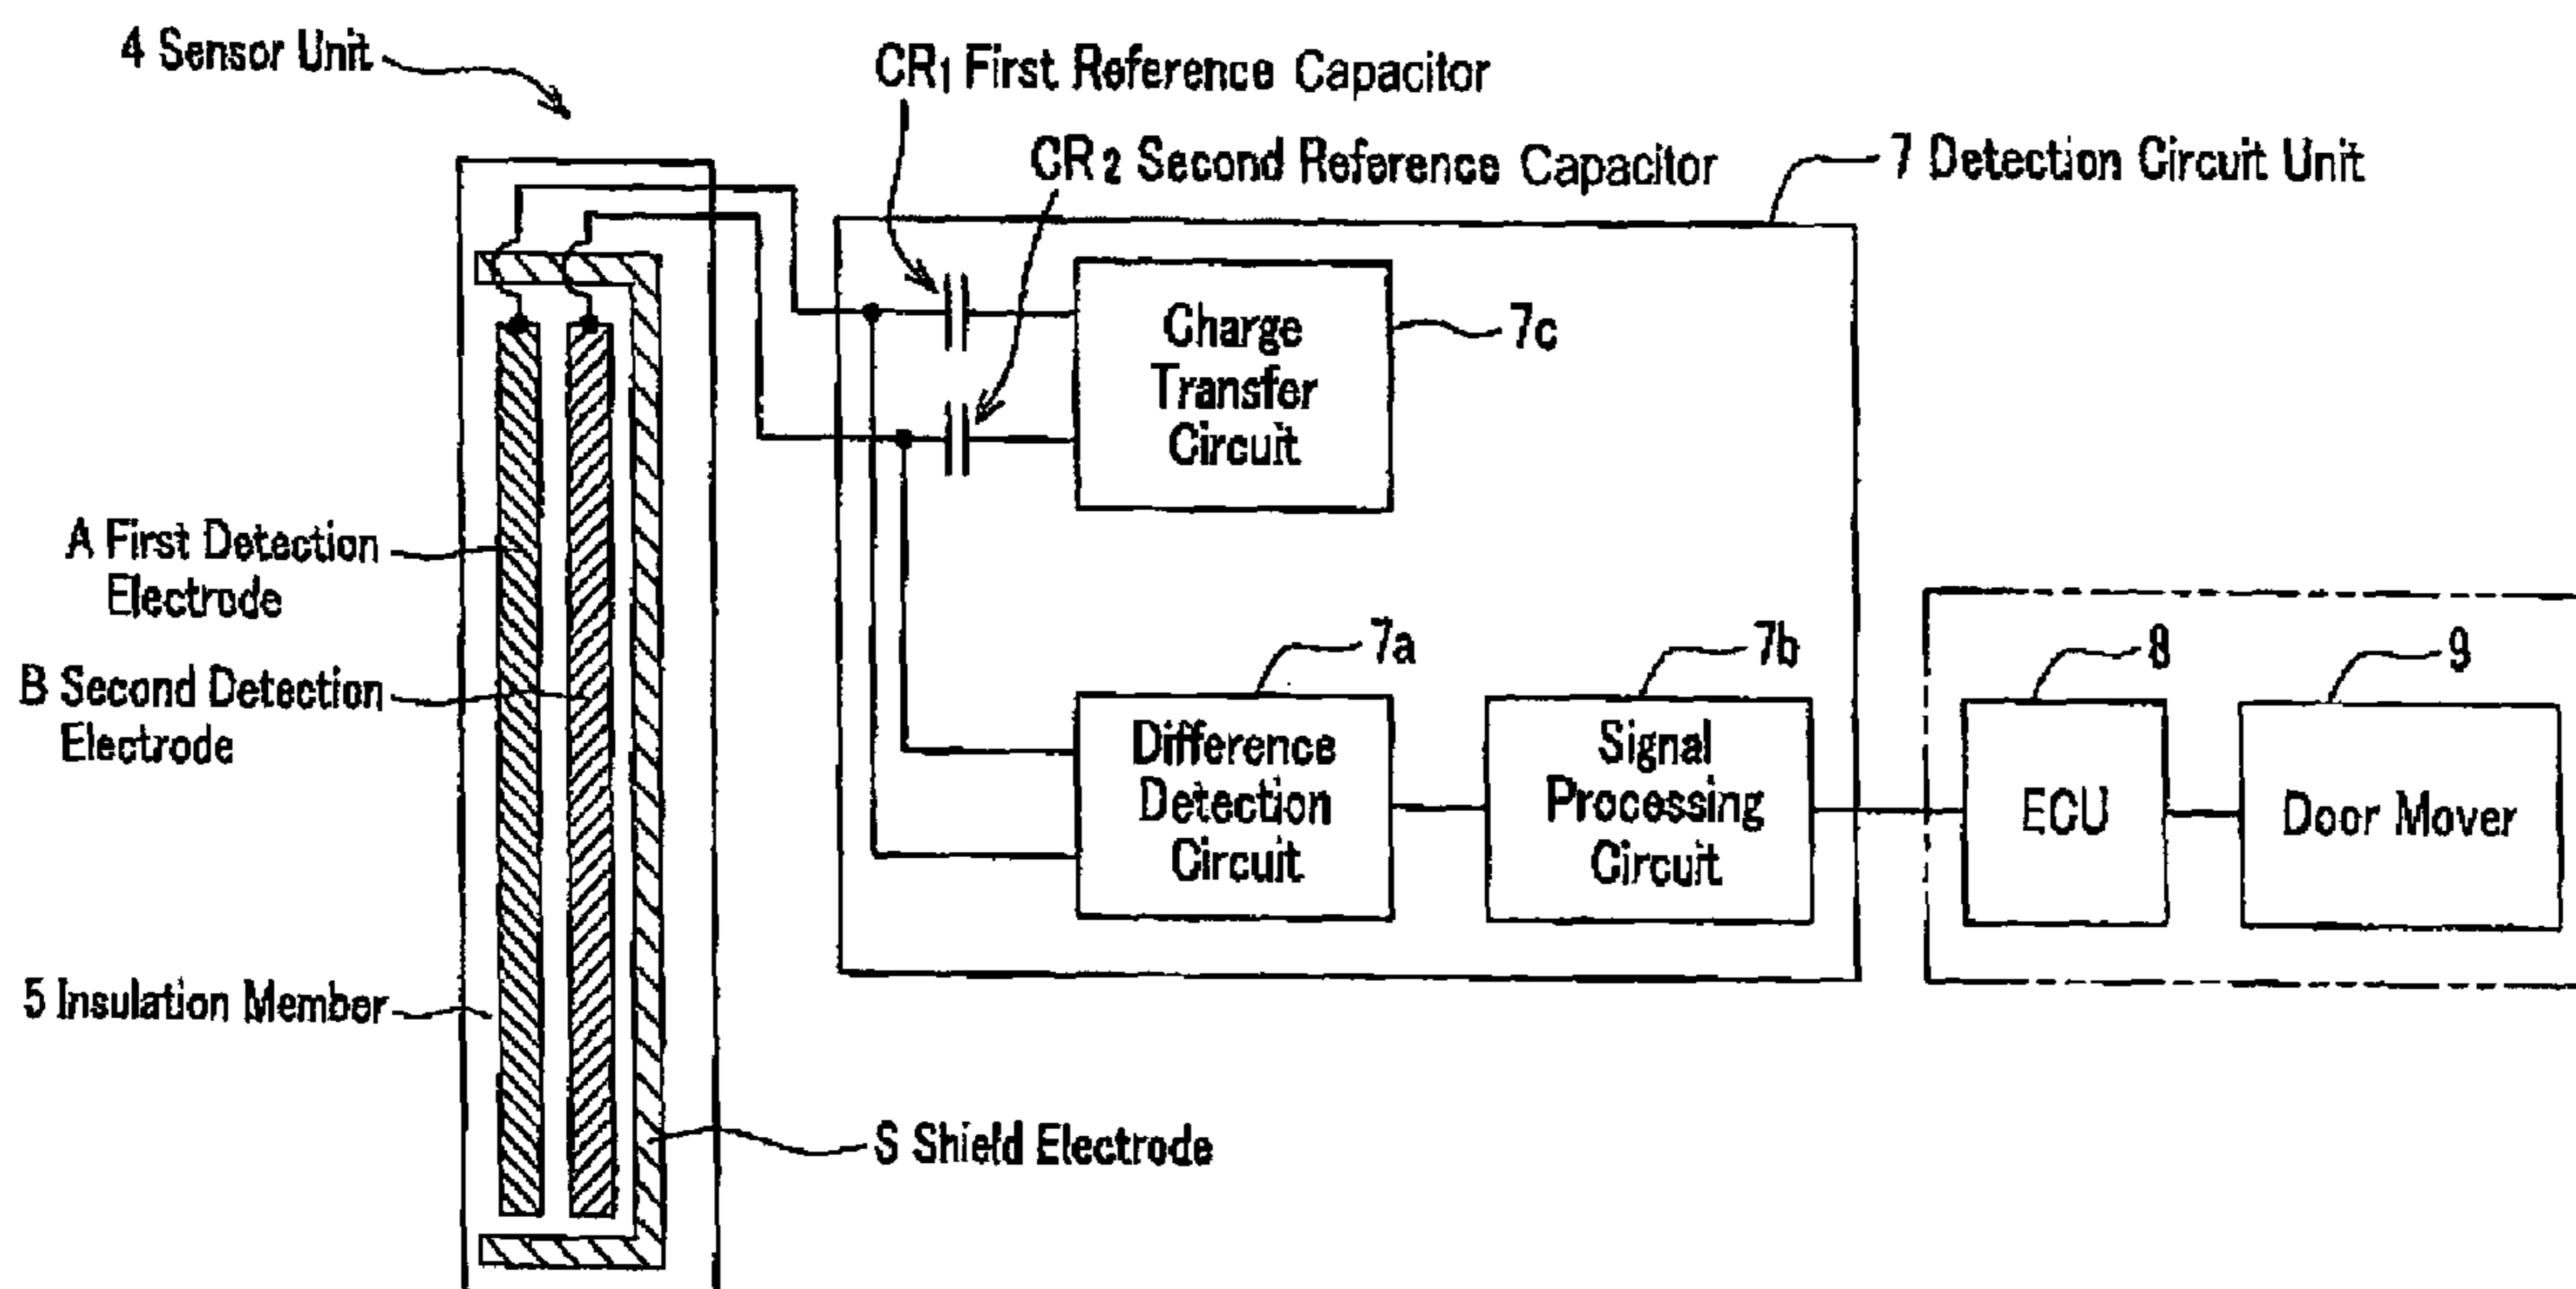 4 Sensor Unit
CR1 First Reference Capacitor
CR2 Second Reference Capacitor
7 Detection Circuit Unit
Charge
Transfer
Circuit
7c
A First Detection
Electrode
B Second Detection
Electrode
7a
7b
8
9
Difference
Detection
Circuit
Signal
Processing
Circuit
ECU
Door Mover
5 Insulation Member
S Shield Electrode